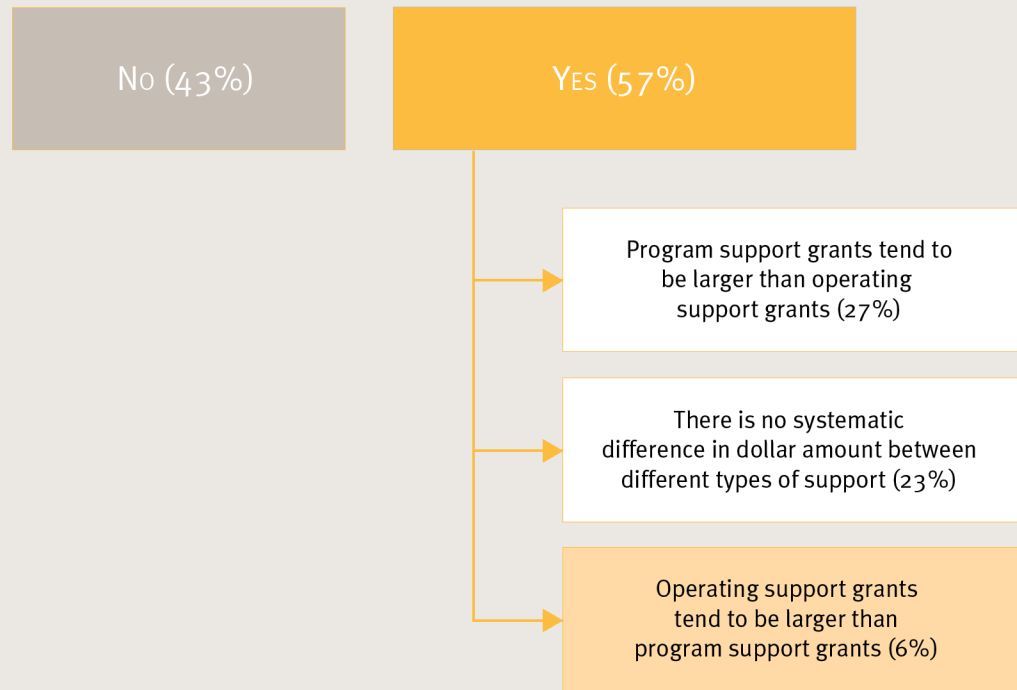 No (43%)
Yes (57%)
Program support grants tend to
be larger than operating
support grants (27%)
There is no systematic
difference in dollar amount between
different types of support (23%)
Operating support grants
tend to be larger than
program support grants (6%)